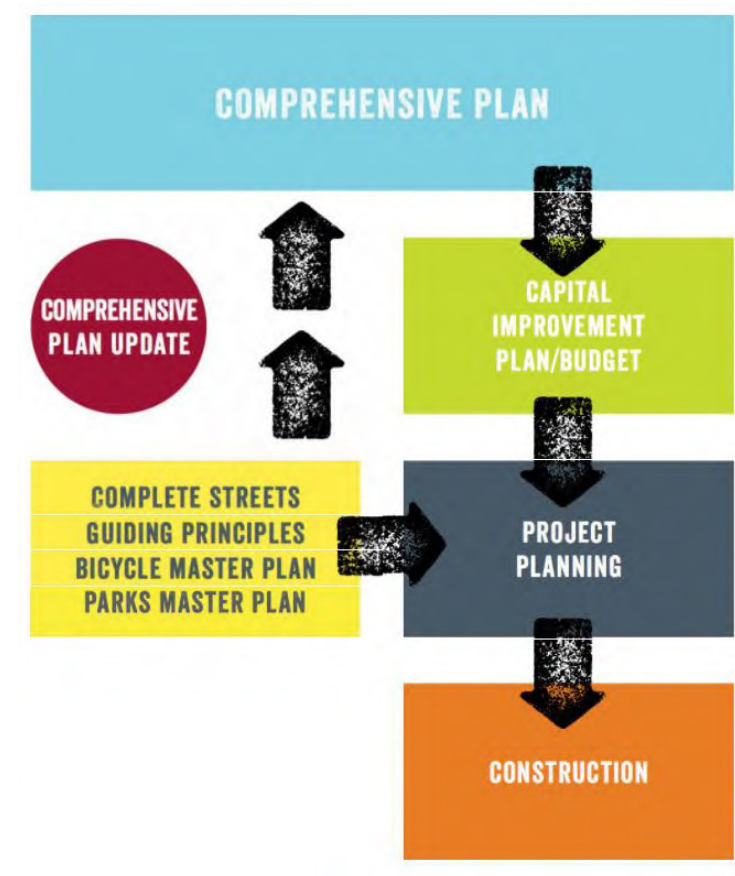 COMPREHENSIVE PLAN
COMPREHENSIVE
PLAN UPDATE
CAPITAL
IMPROVEMENT
PLAN/BUDGET
COMPLETE STREETS
GUIDING PRINCIPLES
BICYCLE MASTER PLAN
PARKS MASTER PLAN
PROJECT
PLANNING
CONSTRUCTION